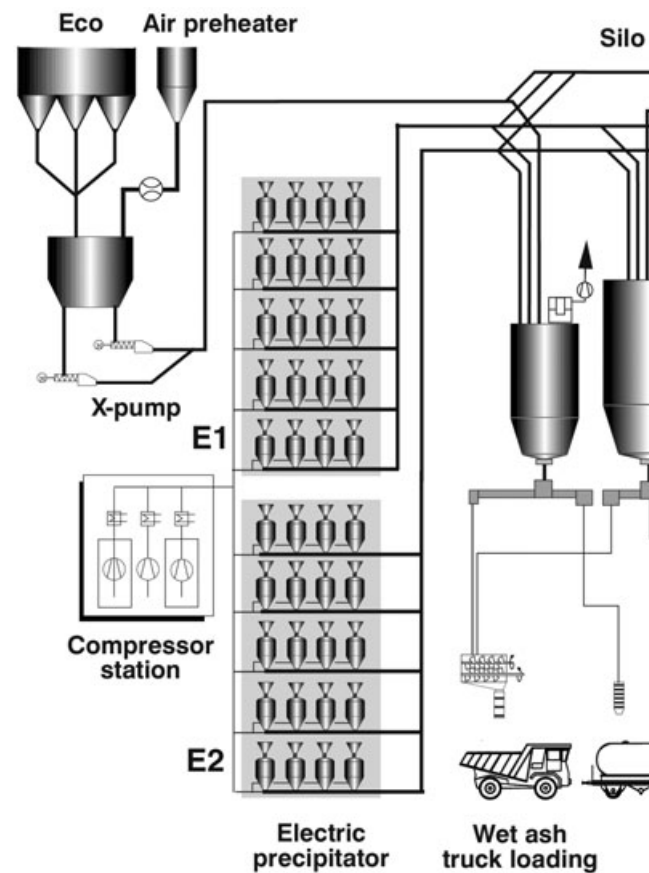 Eco
Air preheater
Silo
X-pump
E1
Compressor
station
E2
Electric
precipitator
Wet ash
truck loading